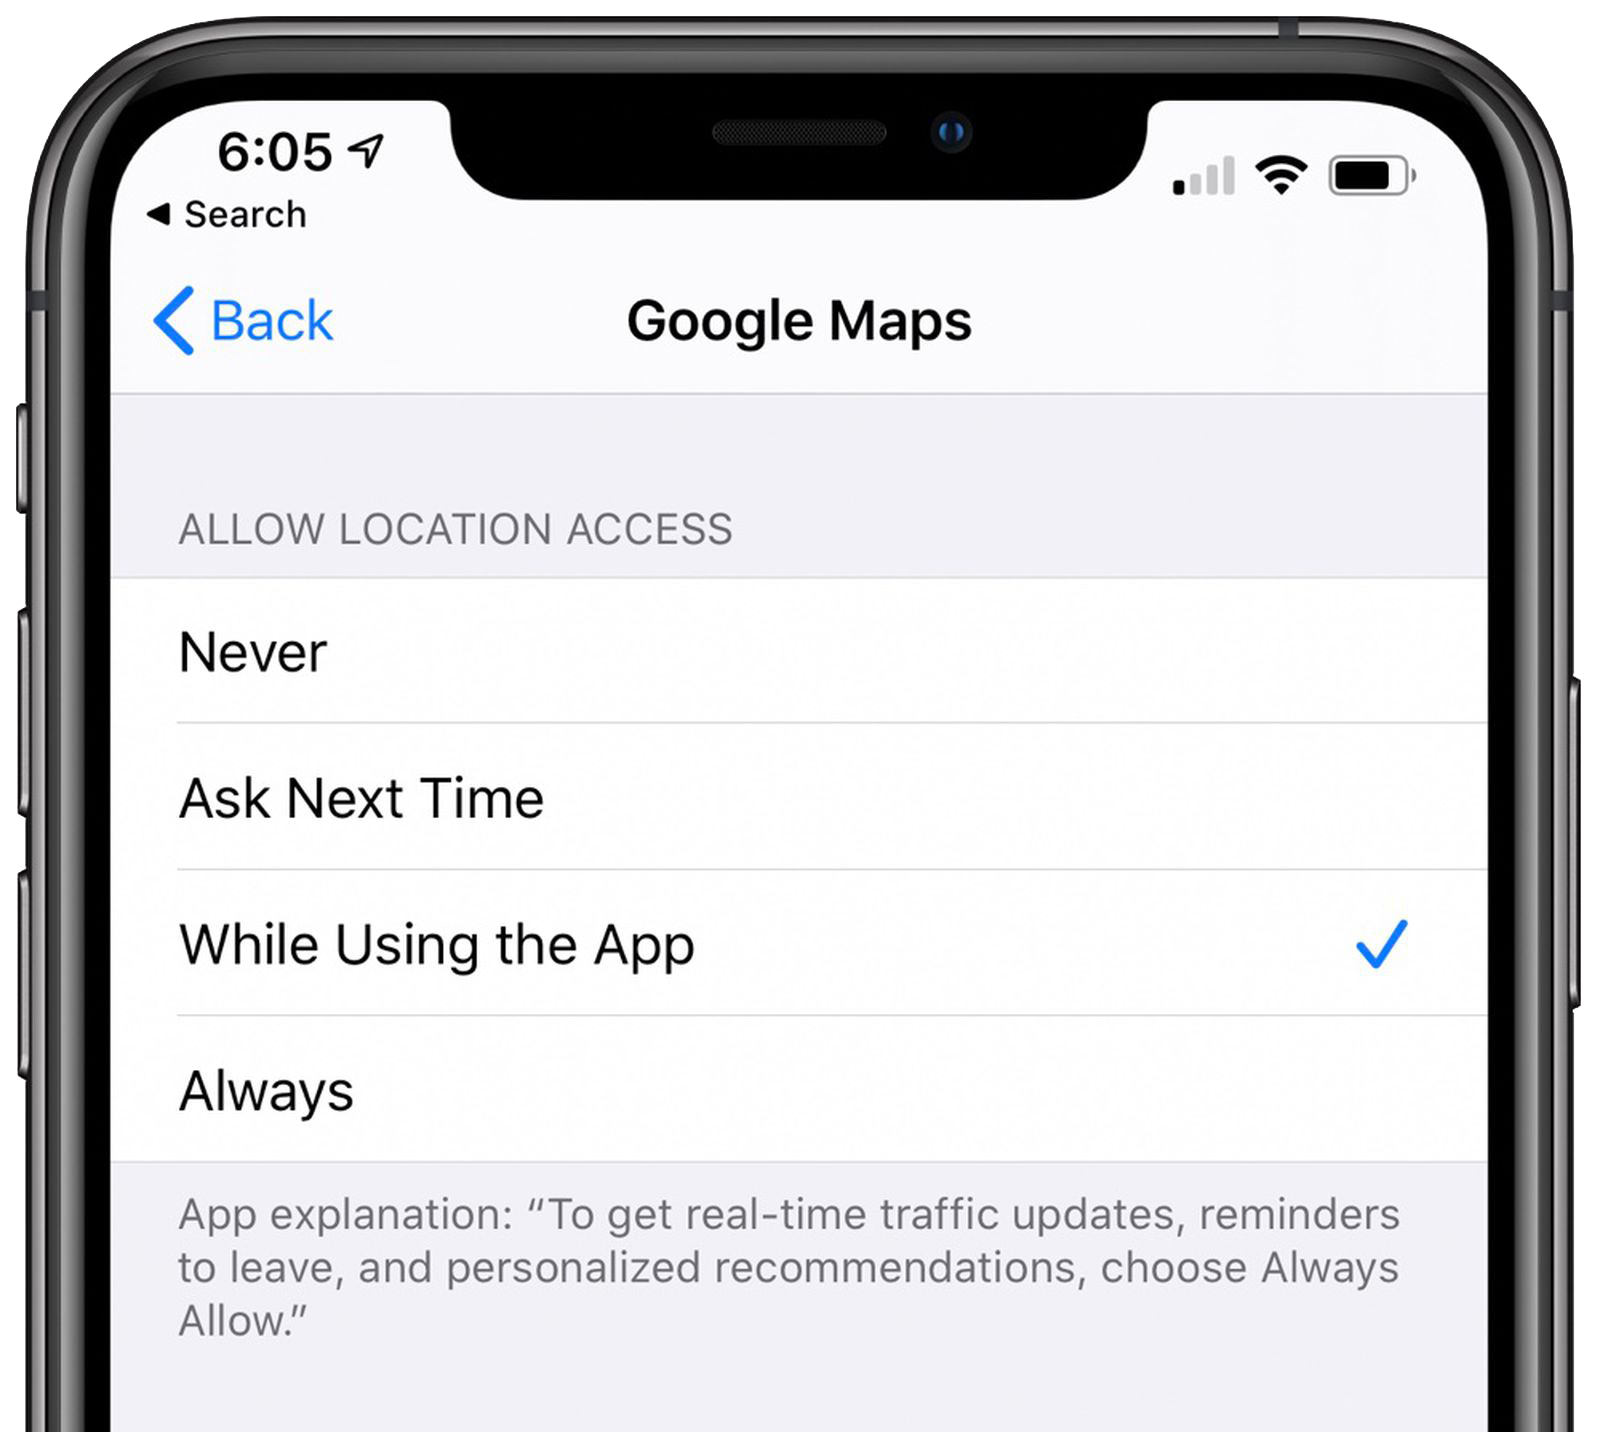 6:05
Search
Back
Google Maps
ALLOW LOCATION ACCESS
Never
Ask Next Time
While Using the App
Always
App explanation: “To get real-time traffic updates, reminders
to leave, and personalized recommendations, choose Always
Allow.”